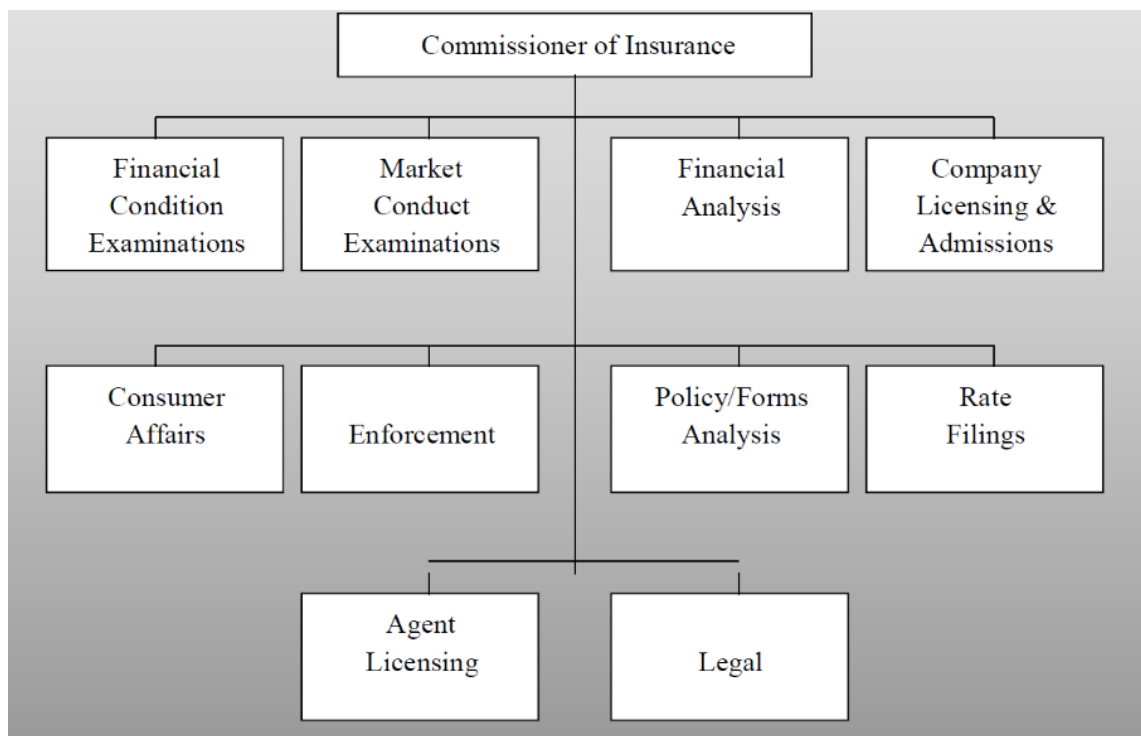 Commissioner of Insurance
Financial
Condition
Examinations
Market
Conduct
Examinations
Financial
Analysis
Company
Licensing &
Admissions
Consumer
Affairs
Enforcement
Policy/Forms
Analysis
Rate
Filings
Agent
Licensing
Legal